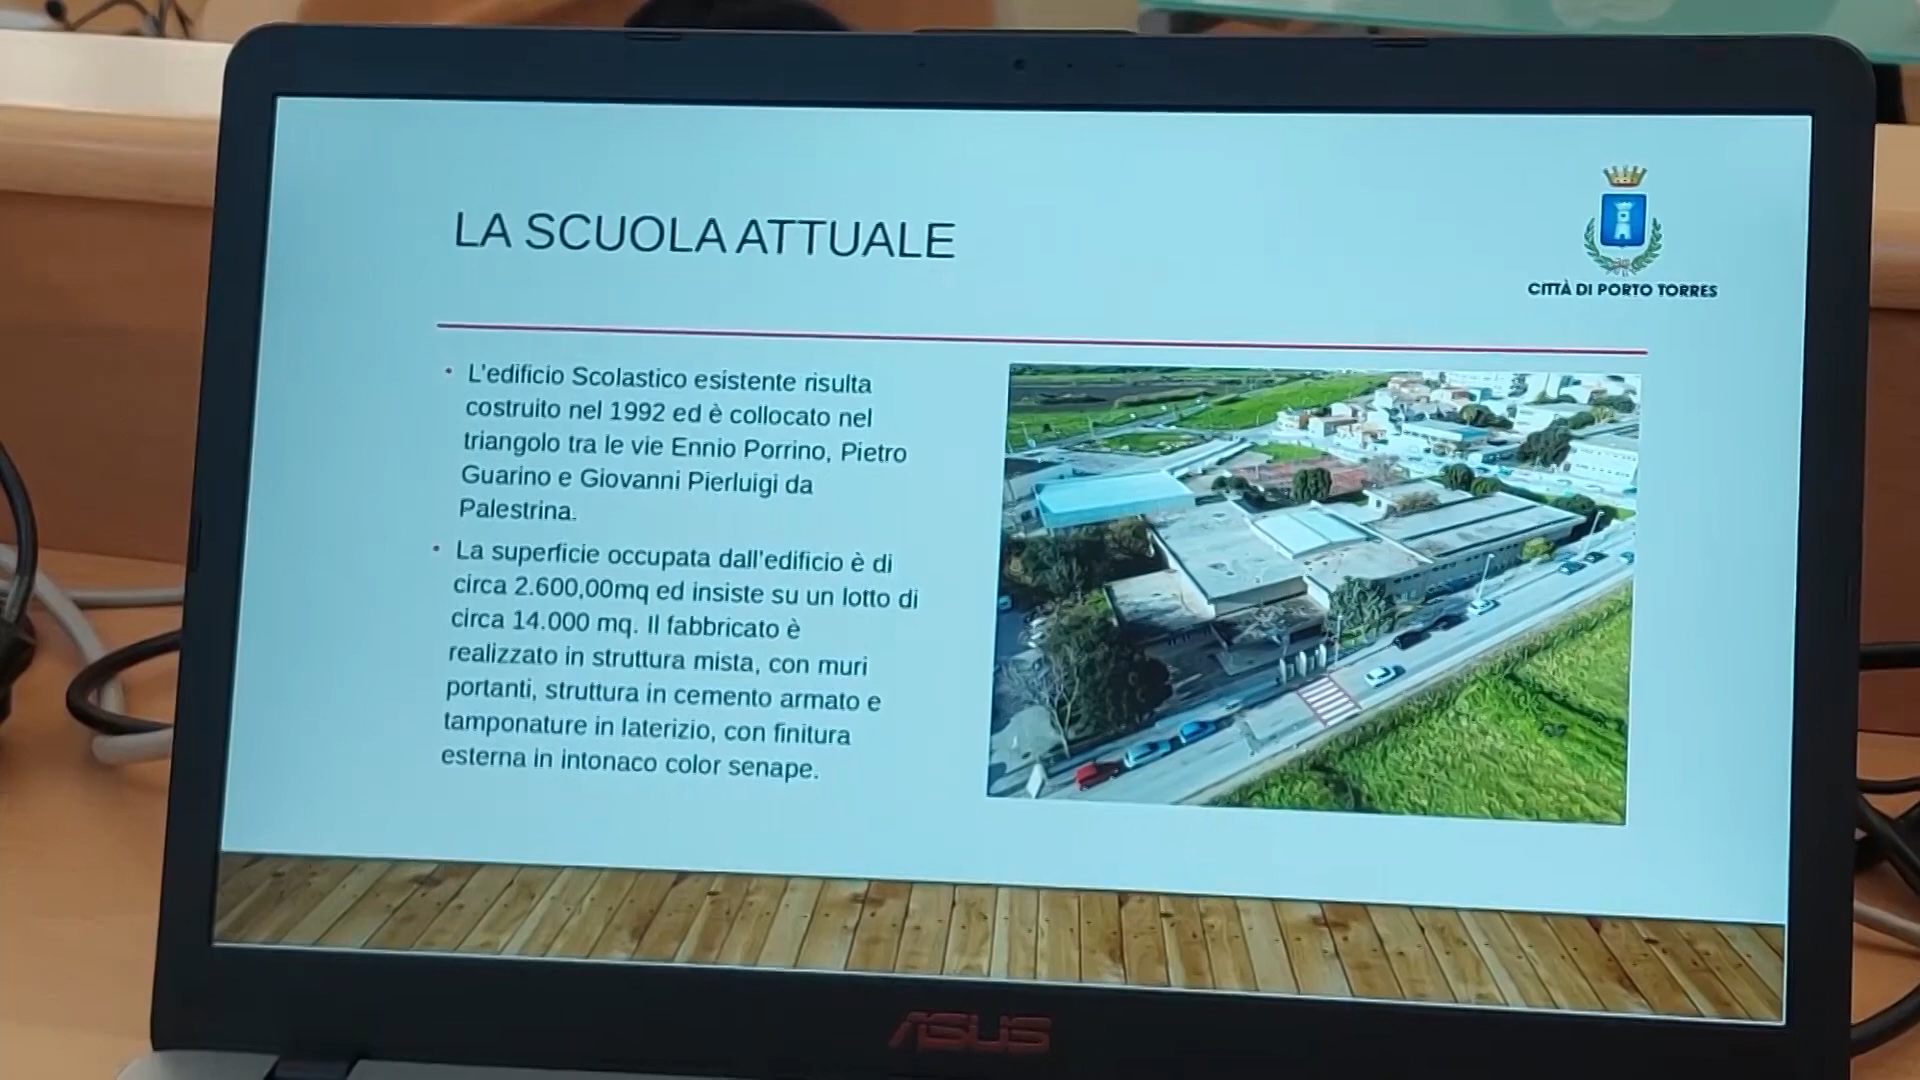 LA SCUOLA ATTUALE
CITTÀ DI PORTO TORRES
• L'edificio Scolastico esistente risulta
costruito nel 1992 ed è collocato nel
triangolo tra le vie Ennio Porrino, Pietro
Guarino e Giovanni Pierluigi da
Palestrina.
• La superficie occupata dall'edificio è di
circa 2.600,00mq ed insiste su un lotto di
circa 14.000 mq. Il fabbricato è
realizzato in struttura mista, con muri
portanti, struttura in cemento armato e
tamponature in laterizio, con finitura
esterna in intonaco color senape.
ASUS